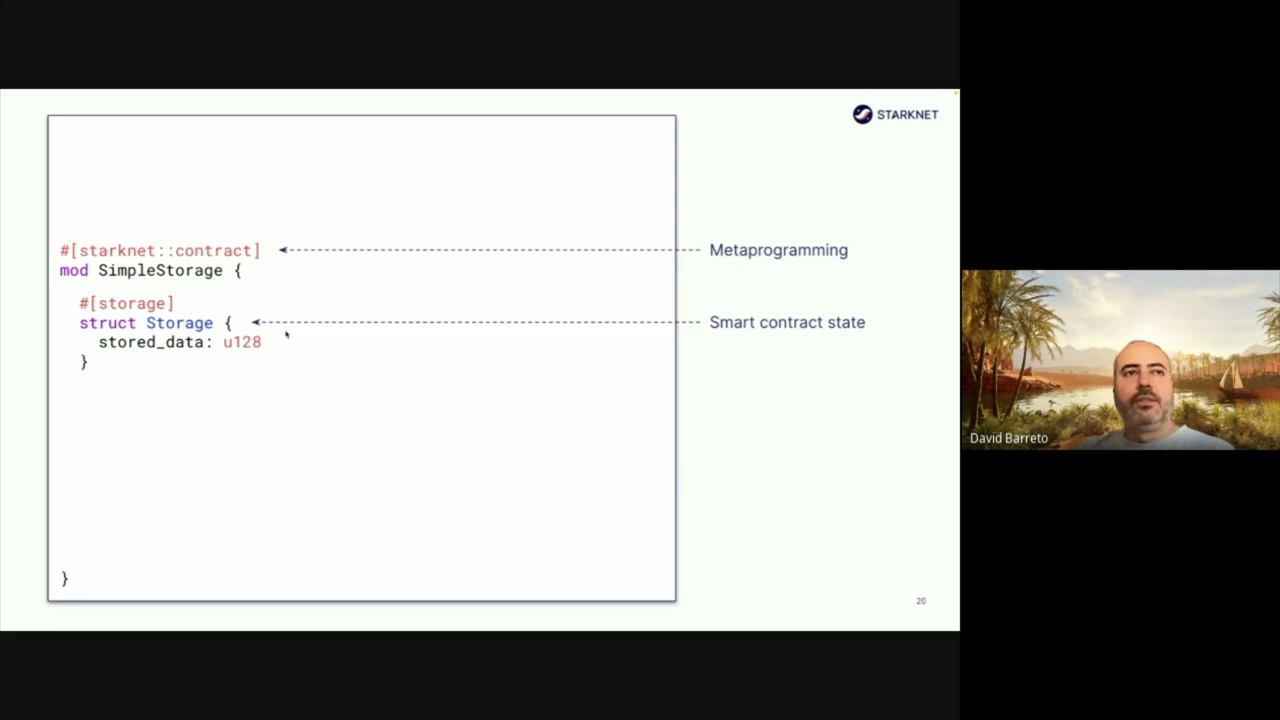 STARKNET
#[starknet::contract]
Metaprogramming
mod SimpleStorage {
#[storage]
struct Storage {
Smart contract state
stored_data: u128
}
}
20
David Barreto